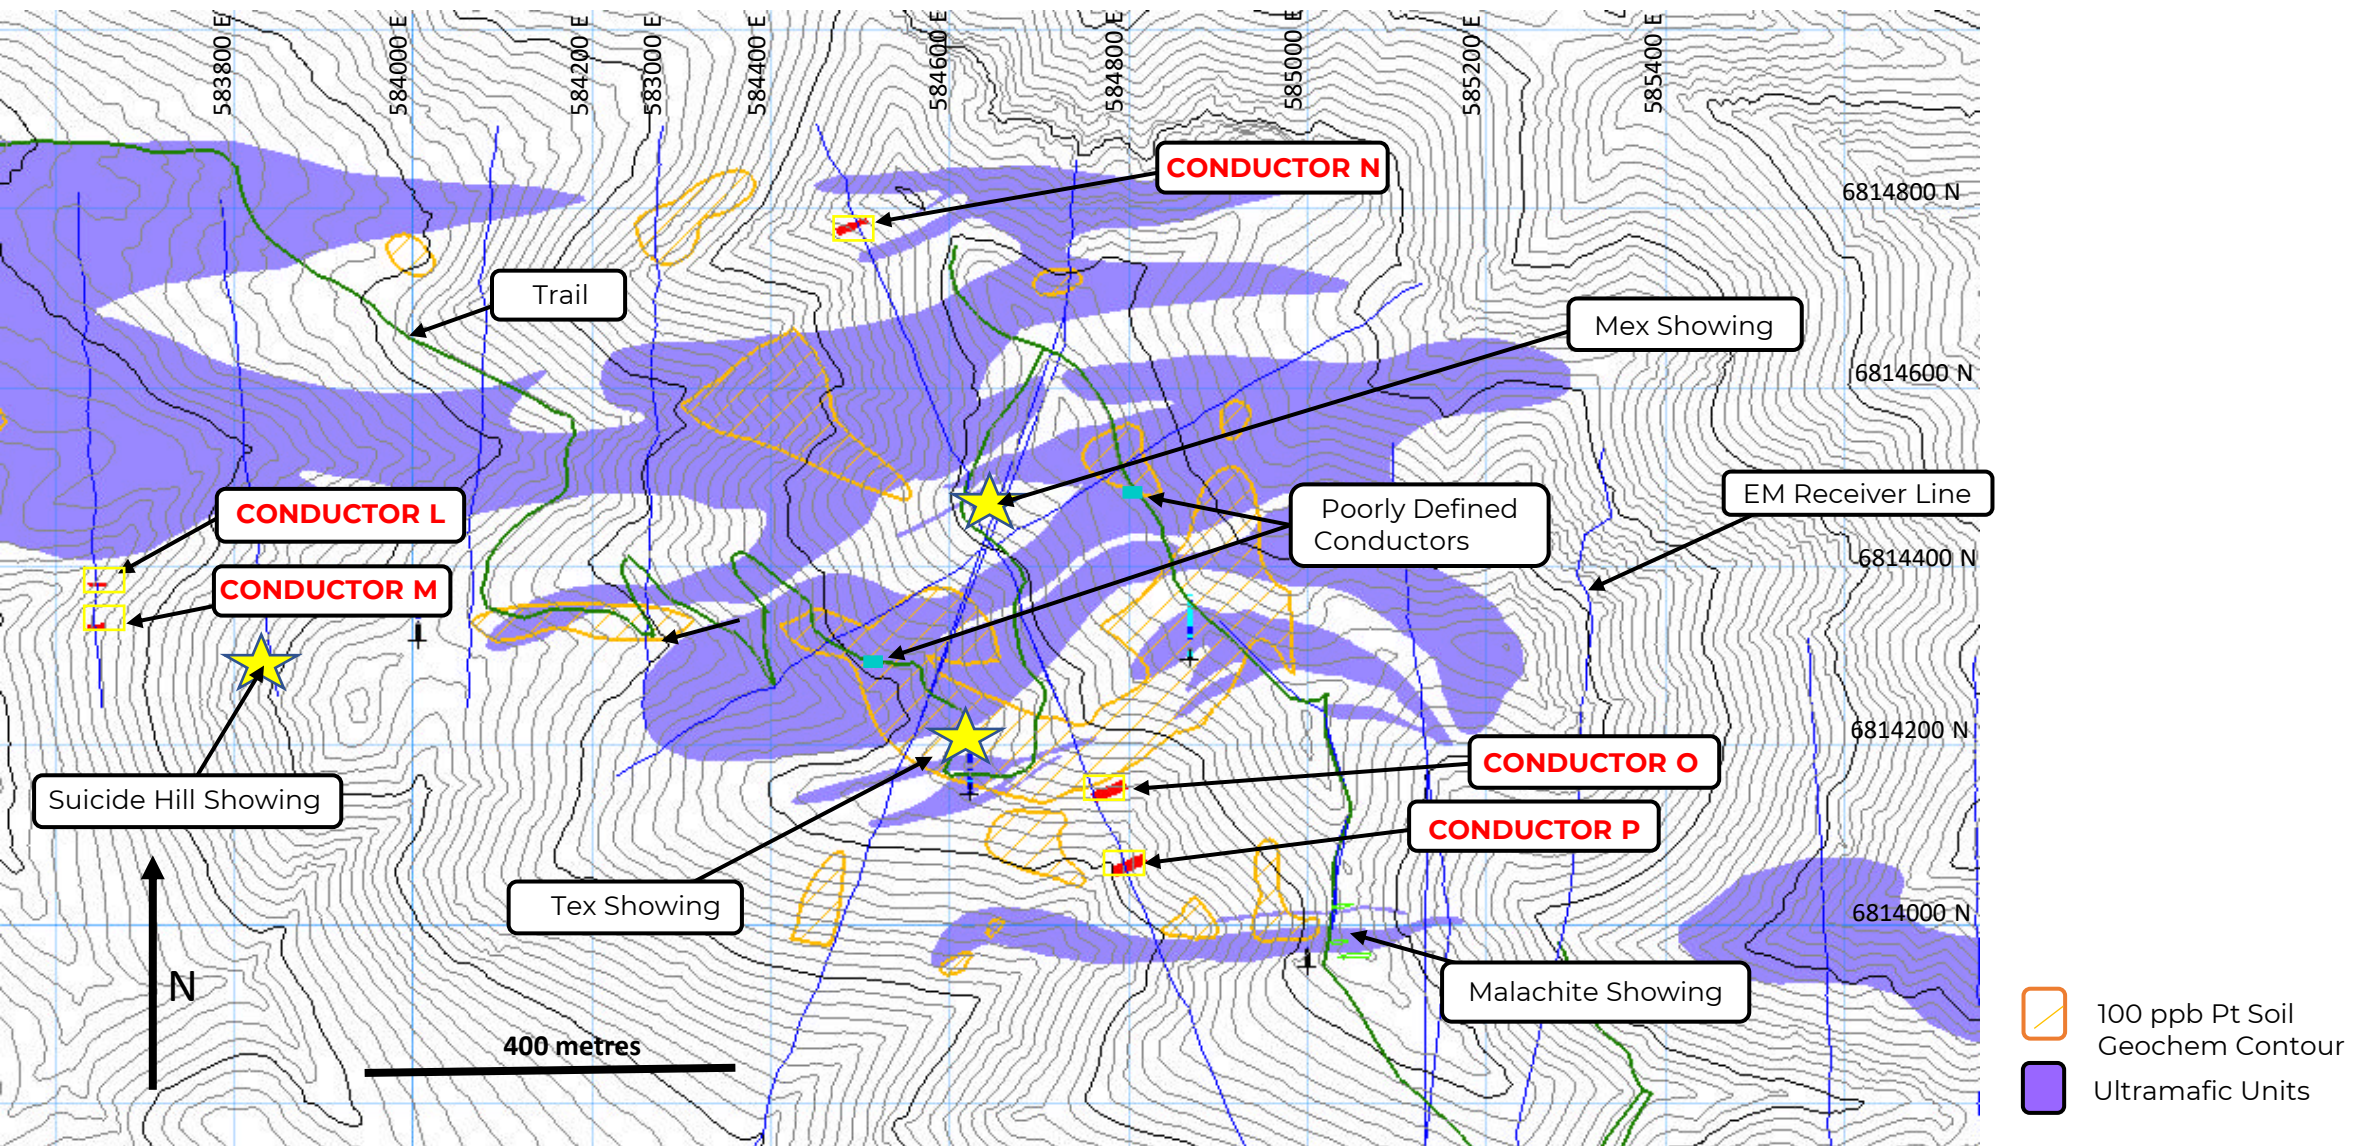 583800 E
584000 E
584200 E
583000 E
584400 E
584600 E
584800 E
585000 E
585200 E
585400 E
CONDUCTOR N
6814800 N
Trail
Mex Showing
6814600 N
CONDUCTOR L
Poorly Defined
Conductors
EM Receiver Line
6814400 N
CONDUCTOR M
6814200 N
CONDUCTOR O
Suicide Hill Showing
CONDUCTOR P
Tex Showing
6814000 N
N
Malachite Showing
400 metres
100 ppb Pt Soil
Geochem Contour
Ultramafic Units